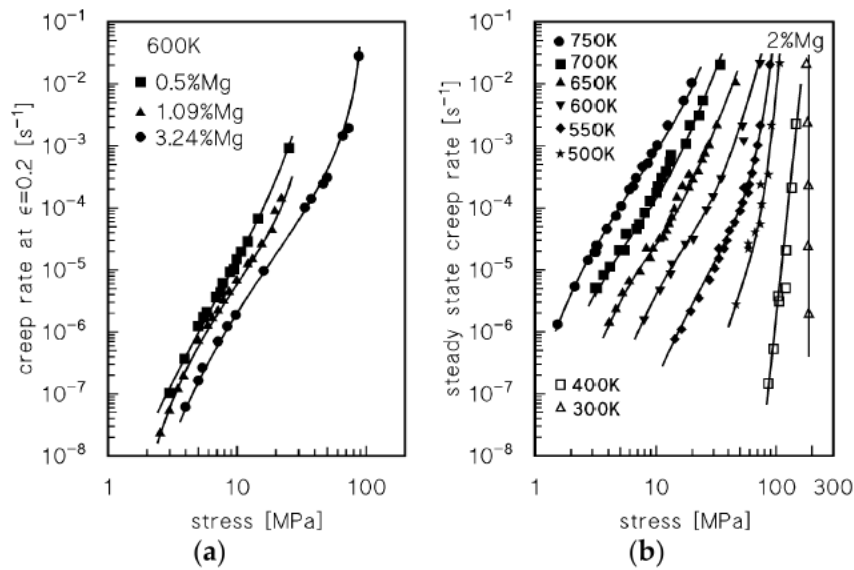 creep rate at ϵ=0.2 [s⁻¹]
10⁻¹
10⁻²
10⁻³
10⁻⁴
10⁻⁵
10⁻⁶
10⁻⁷
10⁻⁸
600K
0.5%Mg
1.09%Mg
3.24%Mg
1
10
100
stress [MPa]
(a)
steady state creep rate [s⁻¹]
10⁻¹
10⁻²
10⁻³
10⁻⁴
10⁻⁵
10⁻⁶
10⁻⁷
10⁻⁸
750K
700K
650K
600K
550K
500K
2%Mg
400K
300K
1
10
100
300
stress [MPa]
(b)